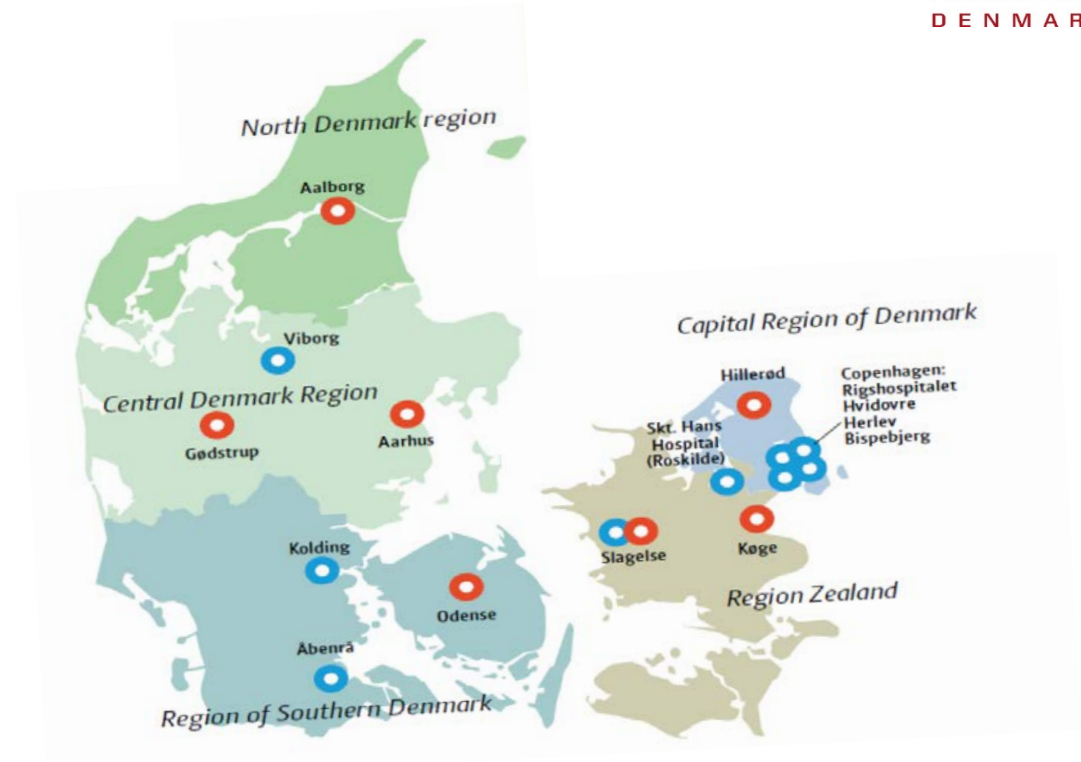 DENMAR
North Denmark region
Aalborg
Viborg
Central Denmark Region
Gødstrup
Aarhus
Kolding
Odense
Åbenrå
Region of Southern Denmark
Capital Region of Denmark
Hillerød
Copenhagen:
Rigshospitalet
Hvidovre
Herlev
Bispebjerg
Skt. Hans
Hospital
(Roskilde)
Slagelse
Køge
Region Zealand